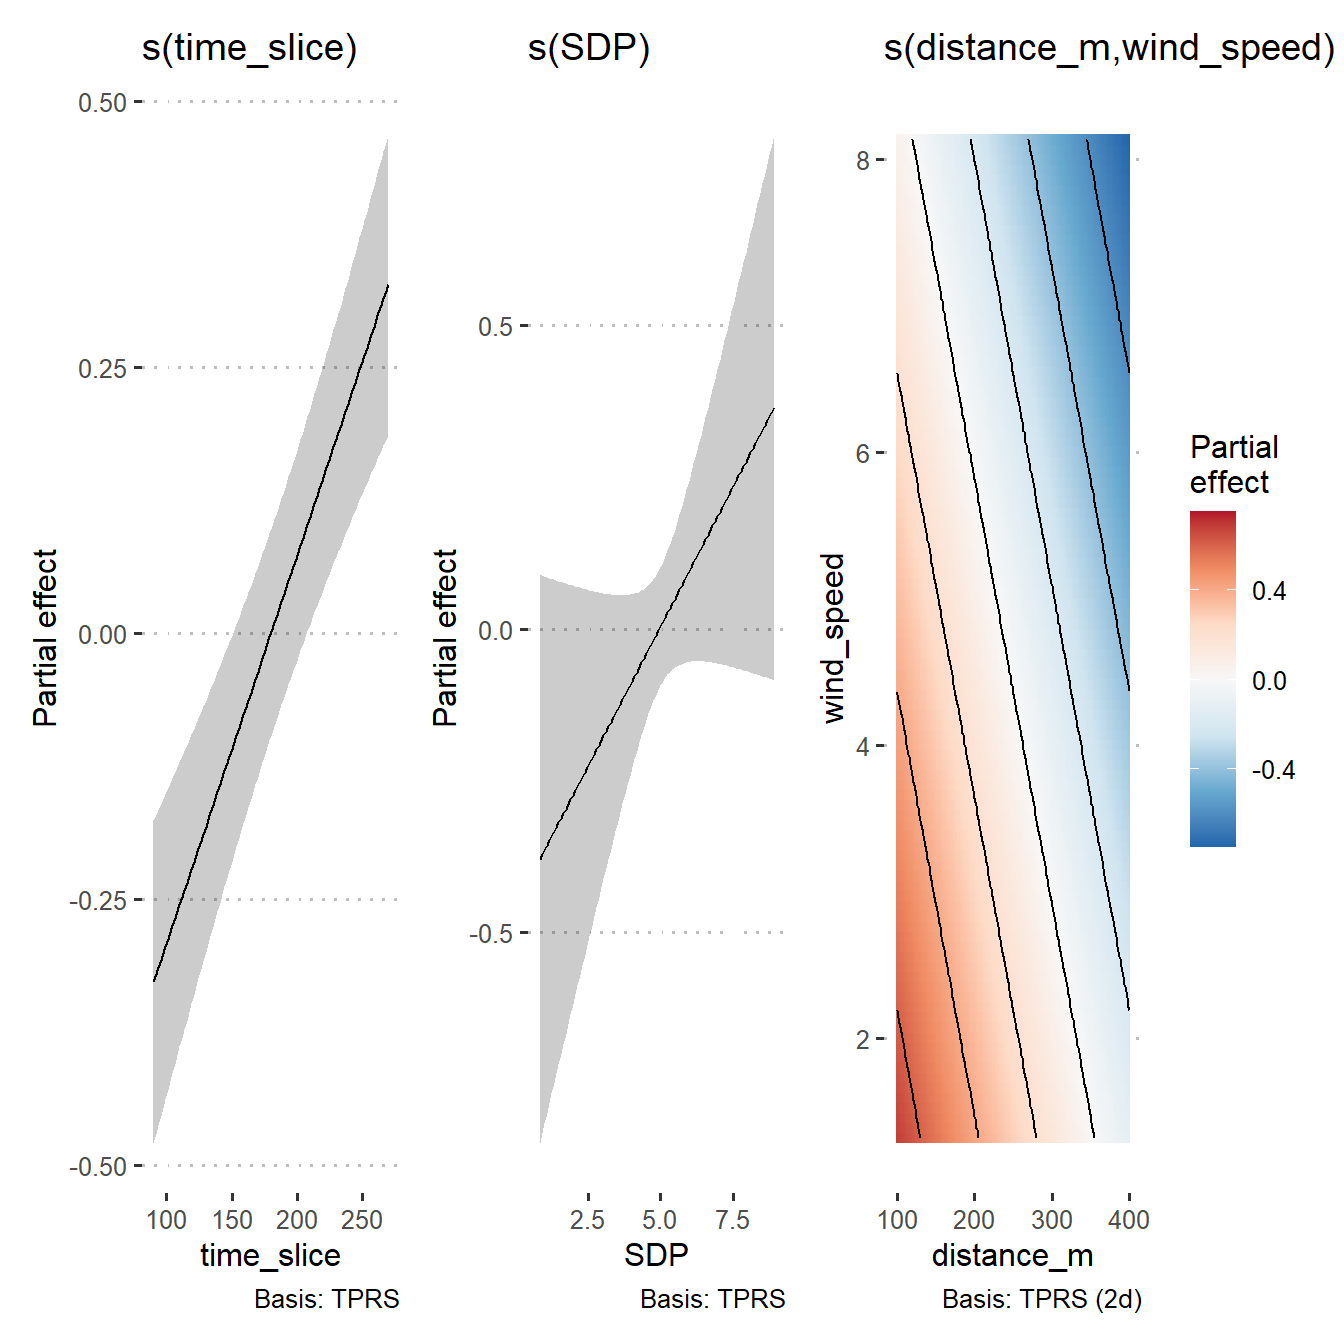 s(time_slice)
0.50
0.25
0.00
-0.25
-0.50
Partial effect
100 150 200 250
time_slice
Basis: TPRS
s(SDP)
0.5
0.0
-0.5
Partial effect
2.5 5.0 7.5
SDP
Basis: TPRS
s(distance_m,wind_speed)
8
6
4
2
wind_speed
100 200 300 400
distance_m
Basis: TPRS (2d)
Partial
effect
0.4
0.0
-0.4